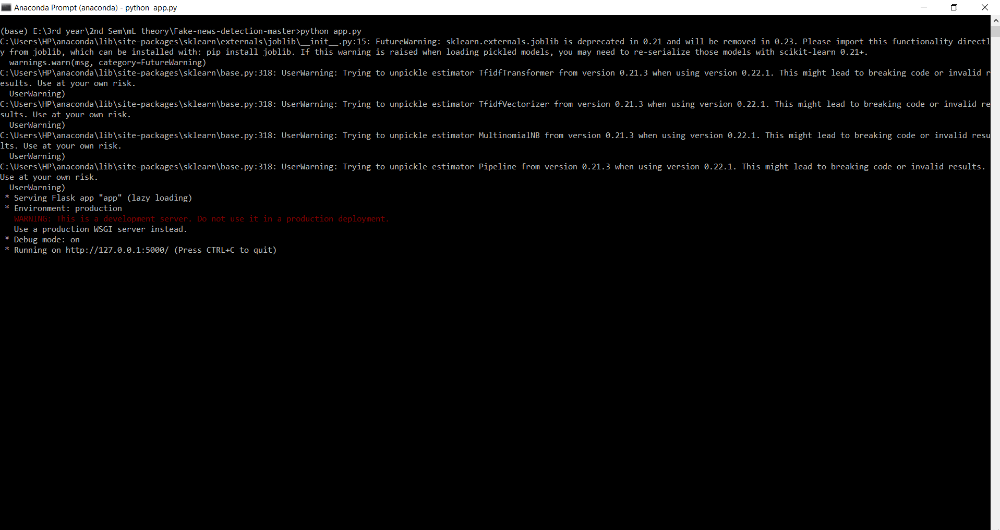 Anaconda Prompt (anaconda) - python  app.py
(base) E:\3rd year\2nd Sem\mL theory\Fake-news-detection-master>python app.py
C:\Users\HP\anaconda\lib\site-packages\sklearn\externals\joblib\__init__.py:15: FutureWarning: sklearn.externals.joblib is deprecated in 0.21 and will be removed in 0.23. Please import this functionality directl
y from joblib, which can be installed with: pip install joblib. If this warning is raised when loading pickled models, you may need to re-serialize those models with scikit-learn 0.21+.
  warnings.warn(msg, category=FutureWarning)
C:\Users\HP\anaconda\lib\site-packages\sklearn\base.py:318: UserWarning: Trying to unpickle estimator TfidfTransformer from version 0.21.3 when using version 0.22.1. This might lead to breaking code or invalid r
esults. Use at your own risk.
  UserWarning)
C:\Users\HP\anaconda\lib\site-packages\sklearn\base.py:318: UserWarning: Trying to unpickle estimator TfidfVectorizer from version 0.21.3 when using version 0.22.1. This might lead to breaking code or invalid re
sults. Use at your own risk.
  UserWarning)
C:\Users\HP\anaconda\lib\site-packages\sklearn\base.py:318: UserWarning: Trying to unpickle estimator MultinomialNB from version 0.21.3 when using version 0.22.1. This might lead to breaking code or invalid resu
lts. Use at your own risk.
  UserWarning)
C:\Users\HP\anaconda\lib\site-packages\sklearn\base.py:318: UserWarning: Trying to unpickle estimator Pipeline from version 0.21.3 when using version 0.22.1. This might lead to breaking code or invalid results.
Use at your own risk.
  UserWarning)
 * Serving Flask app "app" (lazy loading)
 * Environment: production
   WARNING: This is a development server. Do not use it in a production deployment.
   Use a production WSGI server instead.
 * Debug mode: on
 * Running on http://127.0.0.1:5000/ (Press CTRL+C to quit)